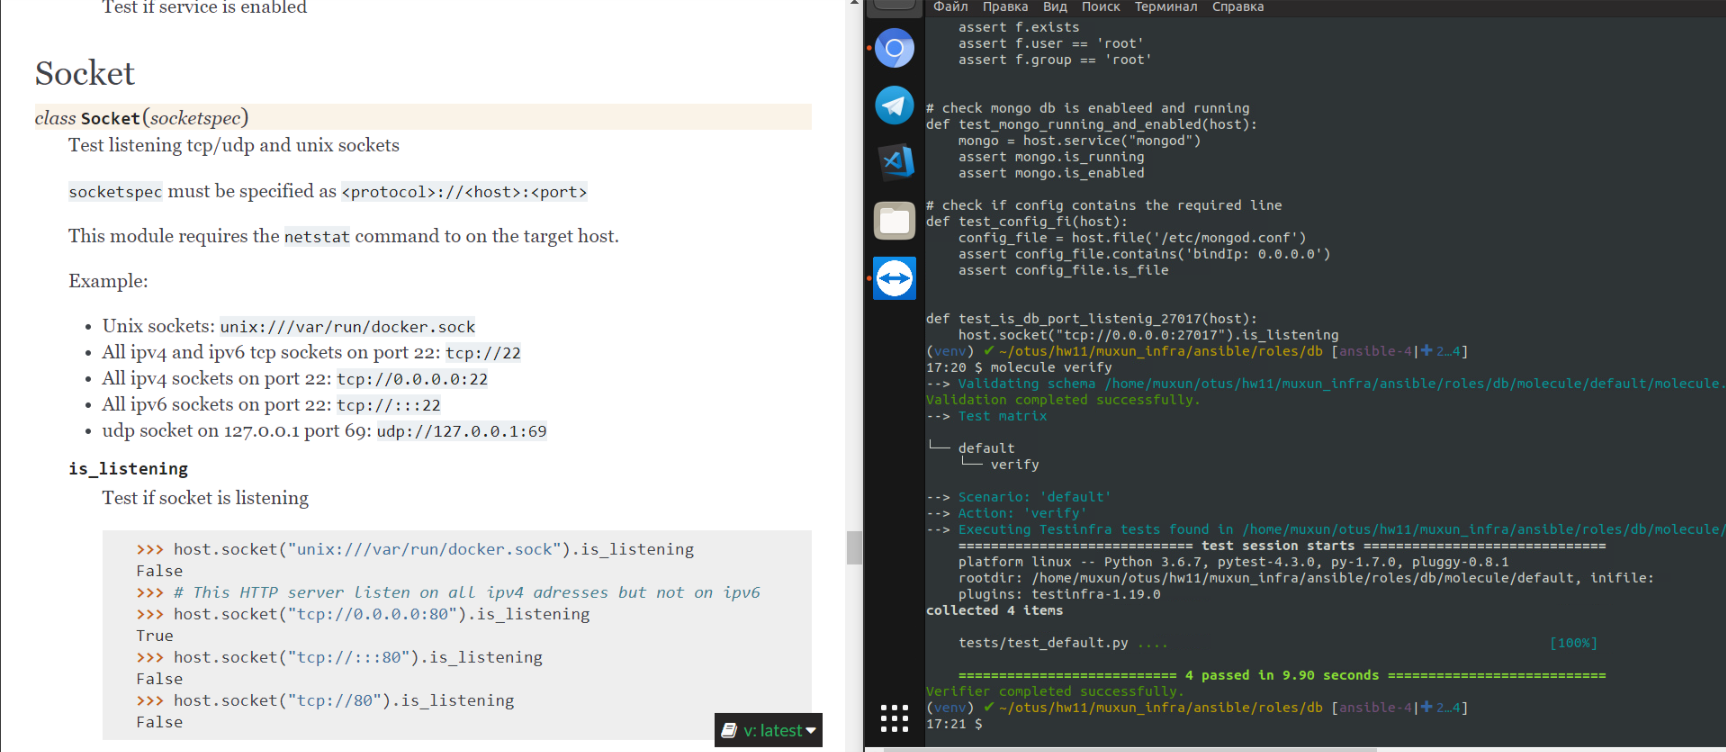 Test if service is enabled
Socket
class Socket(socketspec)
Test listening tcp/udp and unix sockets
socketspec must be specified as <protocol>://<host>:<port>
This module requires the netstat command to on the target host.
Example:
• Unix sockets: unix:///var/run/docker.sock
• All ipv4 and ipv6 tcp sockets on port 22: tcp://22
• All ipv4 sockets on port 22: tcp://0.0.0.0:22
• All ipv6 sockets on port 22: tcp://:::22
• udp socket on 127.0.0.1 port 69: udp://127.0.0.1:69
is_listening
Test if socket is listening
>>> host.socket("unix:///var/run/docker.sock").is_listening
False
>>> # This HTTP server listen on all ipv4 adresses but not on ipv6
>>> host.socket("tcp://0.0.0.0:80").is_listening
True
>>> host.socket("tcp://:::80").is_listening
False
>>> host.socket("tcp://80").is_listening
False
v: latest
Файл Правка Вид Поиск Терминал Справка
assert f.exists
assert f.user == 'root'
assert f.group == 'root'
# check mongo db is enableed and running
def test_mongo_running_and_enabled(host):
mongo = host.service("mongod")
assert mongo.is_running
assert mongo.is_enabled
# check if config contains the required line
def test_config_fi(host):
config_file = host.file('/etc/mongod.conf')
assert config_file.contains('bindIp: 0.0.0.0')
assert config_file.is_file
def test_is_db_port_listenig_27017(host):
host.socket("tcp://0.0.0.0:27017").is_listening
(venv) ✔ ~/otus/hw11/muxun_infra/ansible/roles/db [ansible-4|✚ 2…4]
17:20 $ molecule verify
--> Validating schema /home/muxun/otus/hw11/muxun_infra/ansible/roles/db/molecule/default/molecule.
Validation completed successfully.
--> Test matrix
└── default
└── verify
--> Scenario: 'default'
--> Action: 'verify'
--> Executing Testinfra tests found in /home/muxun/otus/hw11/muxun_infra/ansible/roles/db/molecule/
============================= test session starts ==============================
platform linux -- Python 3.6.7, pytest-4.3.0, py-1.7.0, pluggy-0.8.1
rootdir: /home/muxun/otus/hw11/muxun_infra/ansible/roles/db/molecule/default, inifile:
plugins: testinfra-1.19.0
collected 4 items
tests/test_default.py .... [100%]
=========================== 4 passed in 9.90 seconds ===========================
Verifier completed successfully.
(venv) ✔ ~/otus/hw11/muxun_infra/ansible/roles/db [ansible-4|✚ 2…4]
17:21 $